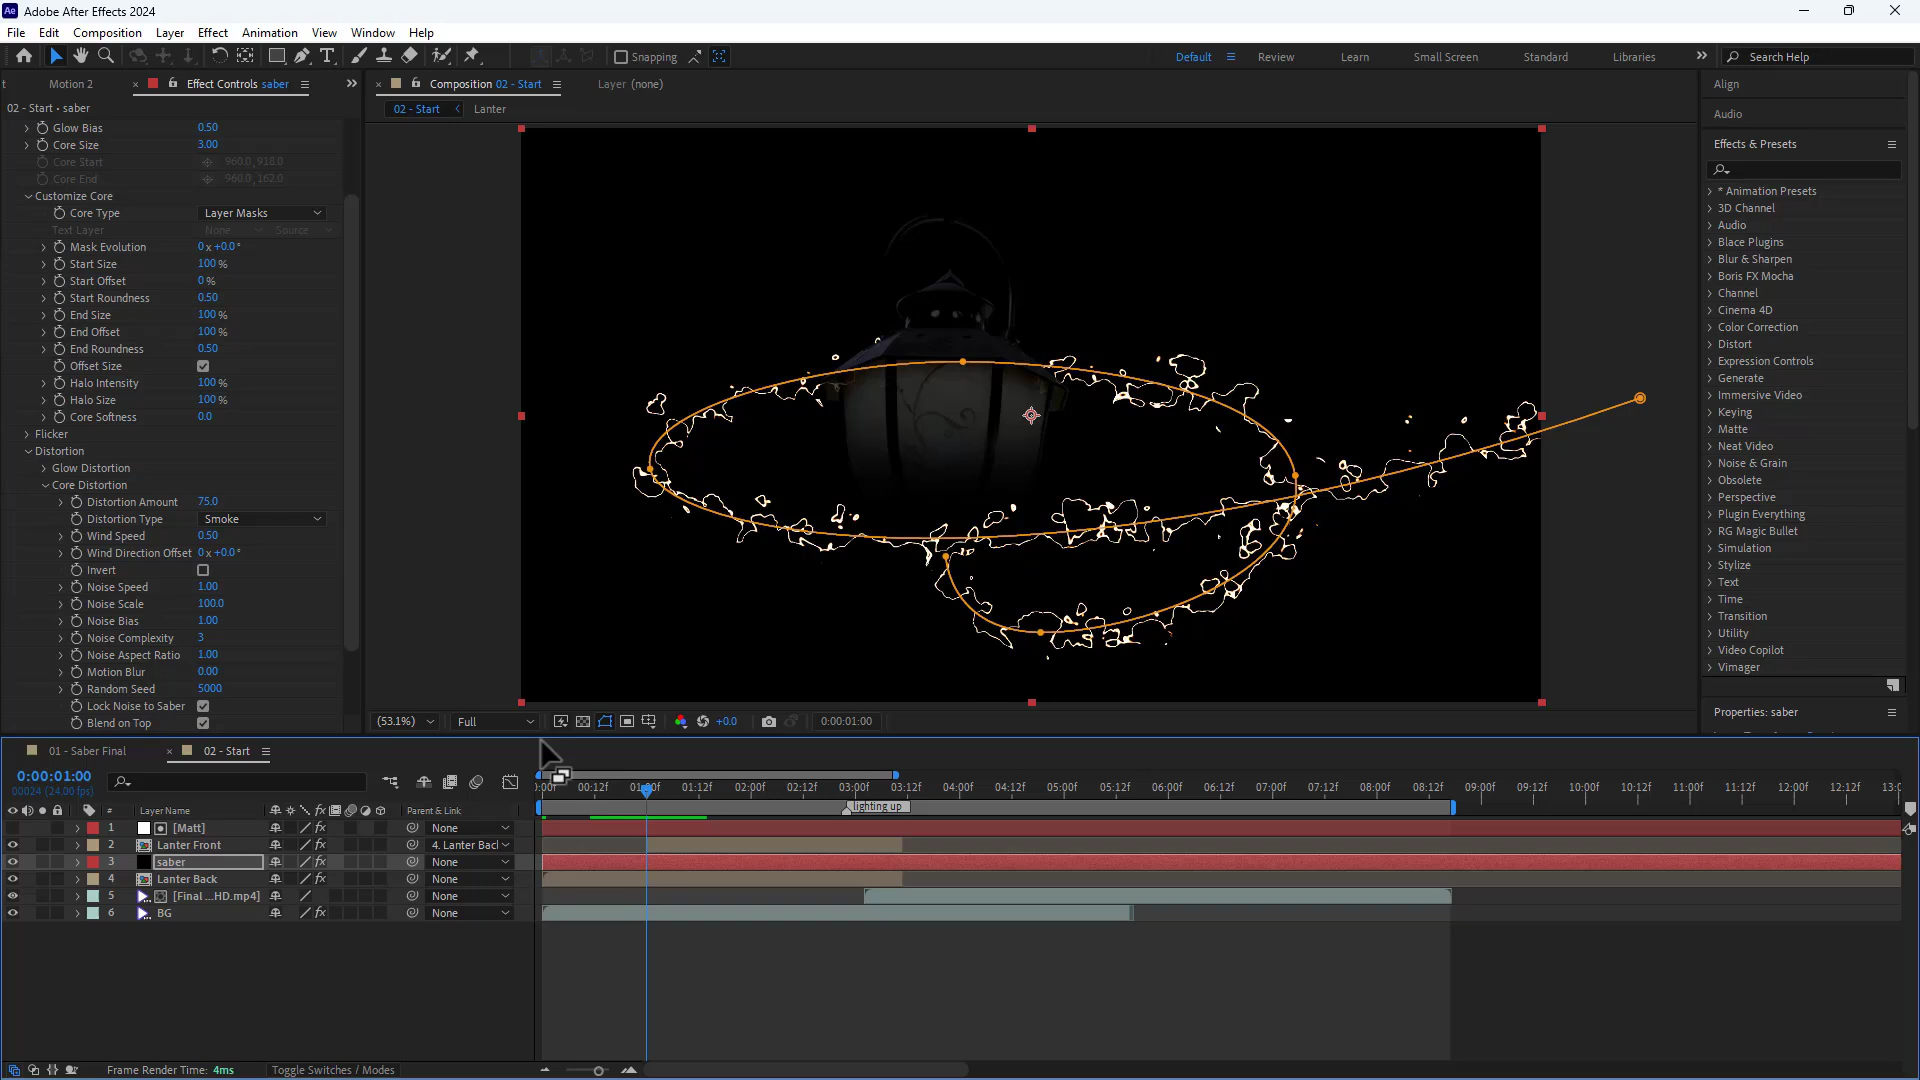 Adobe After Effects 2024
File Edit Composition Layer Effect Animation View Window Help
Snapping
Default Review Learn Small Screen Standard Libraries Search Help
Motion 2 Effect Controls saber
Composition 02 - Start Layer (none)
02 - Start • saber
02 - Start Lanter
Glow Bias 0.50
Core Size 3.00
Core Start 960.0, 918.0
Core End 960.0, 162.0
Customize Core
Core Type Layer Masks
Text Layer None Source
Mask Evolution 0x+0.0°
Start Size 100%
Start Offset 0%
Start Roundness 0.50
End Size 100%
End Offset 100%
End Roundness 0.50
Offset Size
Halo Intensity 100%
Halo Size 100%
Core Softness 0.0
Flicker
Distortion
Glow Distortion
Core Distortion
Distortion Amount 75.0
Distortion Type Smoke
Wind Speed 0.50
Wind Direction Offset 0x+0.0°
Invert
Noise Speed 1.00
Noise Scale 100.0
Noise Bias 1.00
Noise Complexity 3
Noise Aspect Ratio 1.00
Motion Blur 0.00
Random Seed 5000
Lock Noise to Saber
Blend on Top
(53.1%) Full +0.0 0:00:01:00
Align
Audio
Effects & Presets
* Animation Presets
3D Channel
Audio
Blace Plugins
Blur & Sharpen
Boris FX Mocha
Channel
Cinema 4D
Color Correction
Distort
Expression Controls
Generate
Immersive Video
Keying
Matte
Neat Video
Noise & Grain
Obsolete
Perspective
Plugin Everything
RG Magic Bullet
Simulation
Stylize
Text
Time
Transition
Utility
Video Copilot
Vimager
Properties: saber
01 - Saber Final 02 - Start
0:00:01:00
00024 (24.00 fps)
:00f 00:12f 01:00f 01:12f 02:00f 02:12f 03:00f 03:12f 04:00f 04:12f 05:00f 05:12f 06:00f 06:12f 07:00f 07:12f 08:00f 08:12f 09:00f 09:12f 10:00f 10:12f 11:00f 11:12f 12:00f 12:12f 13:0
lighting up
# Layer Name Parent & Link
1 [Matt] None
2 Lanter Front 4. Lanter Bacl
3 saber None
4 Lanter Back None
5 [Final ...HD.mp4] None
6 BG None
Frame Render Time: 4ms Toggle Switches / Modes